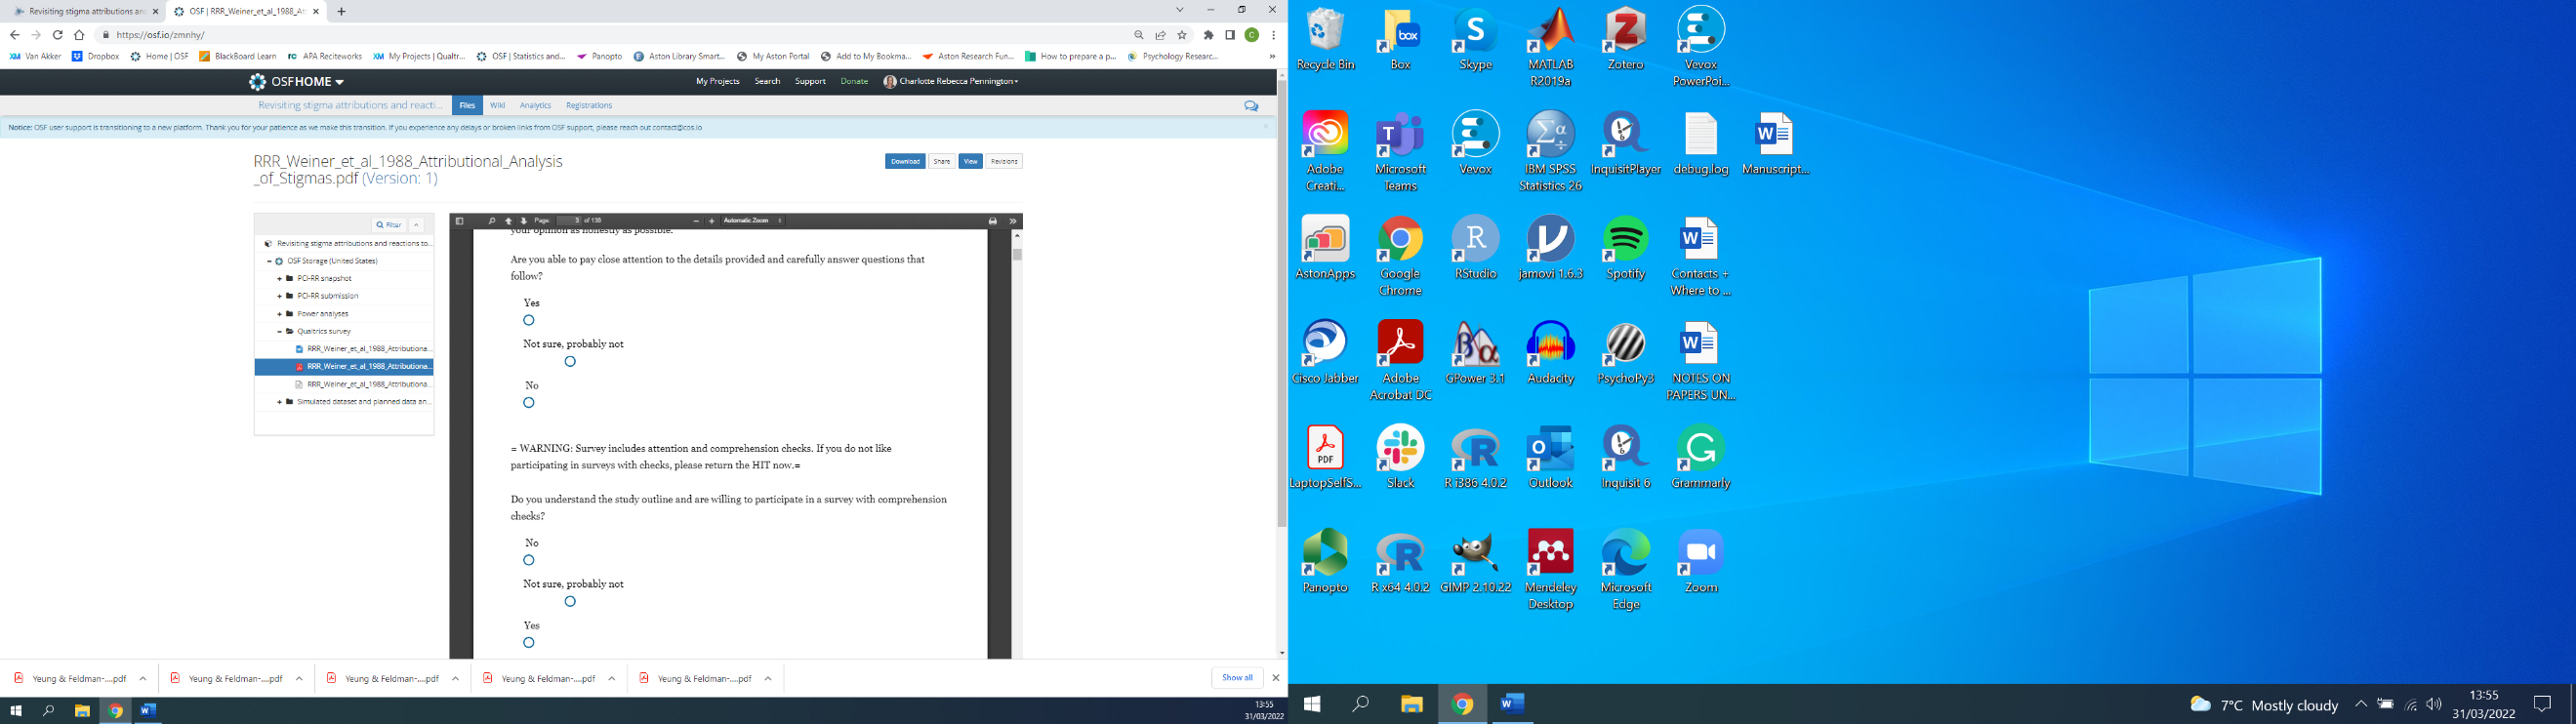 Revisiting stigma attributions and
OSF | RRR_Weiner_et_al_1988_At
https://osf.io/zmnhy/
Van Akker
Dropbox
Home | OSF
BlackBoard Learn
APA Reciteworks
My Projects | Qualtr...
OSF | Statistics and...
Panopto
Aston Library Smart...
My Aston Portal
Add to My Bookma...
Aston Research Fun...
How to prepare a p...
Psychology Researc...
OSFHOME
My Projects
Search
Support
Donate
Charlotte Rebecca Pennington
Revisiting stigma attributions and reacti...
Files
Wiki
Analytics
Registrations
Notice: OSF user support is transitioning to a new platform. Thank you for your patience as we make this transition. If you experience any delays or broken links from OSF support, please reach out contact@cos.io
RRR_Weiner_et_al_1988_Attributional_Analysis
_of_Stigmas.pdf (Version: 1)
Download
Share
View
Revisions
Filter
Revisiting stigma attributions and reactions to...
OSF Storage (United States)
PCI-RR snapshot
PCI-RR submission
Power analyses
Qualtrics survey
RRR_Weiner_et_al_1988_Attributiona...
RRR_Weiner_et_al_1988_Attributiona...
RRR_Weiner_et_al_1988_Attributiona...
Simulated dataset and planned data an...
Page: 3 of 138
Automatic Zoom
your opinion as honestly as possible.
Are you able to pay close attention to the details provided and carefully answer questions that
follow?
Yes
Not sure, probably not
No
= WARNING: Survey includes attention and comprehension checks. If you do not like
participating in surveys with checks, please return the HIT now.=
Do you understand the study outline and are willing to participate in a survey with comprehension
checks?
No
Not sure, probably not
Yes
Yeung & Feldman-....pdf
Yeung & Feldman-....pdf
Yeung & Feldman-....pdf
Yeung & Feldman-....pdf
Yeung & Feldman-....pdf
Show all
13:55
31/03/2022
Recycle Bin
Box
Skype
MATLAB
R2019a
Zotero
Vevox
PowerPoi...
Adobe
Creati...
Microsoft
Teams
Vevox
IBM SPSS
Statistics 26
InquisitPlayer
debug.log
Manuscript...
AstonApps
Google
Chrome
RStudio
jamovi 1.6.3
Spotify
Contacts +
Where to ...
Cisco Jabber
Adobe
Acrobat DC
GPower 3.1
Audacity
PsychoPy3
NOTES ON
PAPERS UN...
LaptopSelfS...
Slack
R i386 4.0.2
Outlook
Inquisit 6
Grammarly
Panopto
R x64 4.0.2
GIMP 2.10.22
Mendeley
Desktop
Microsoft
Edge
Zoom
7°C Mostly cloudy
13:55
31/03/2022